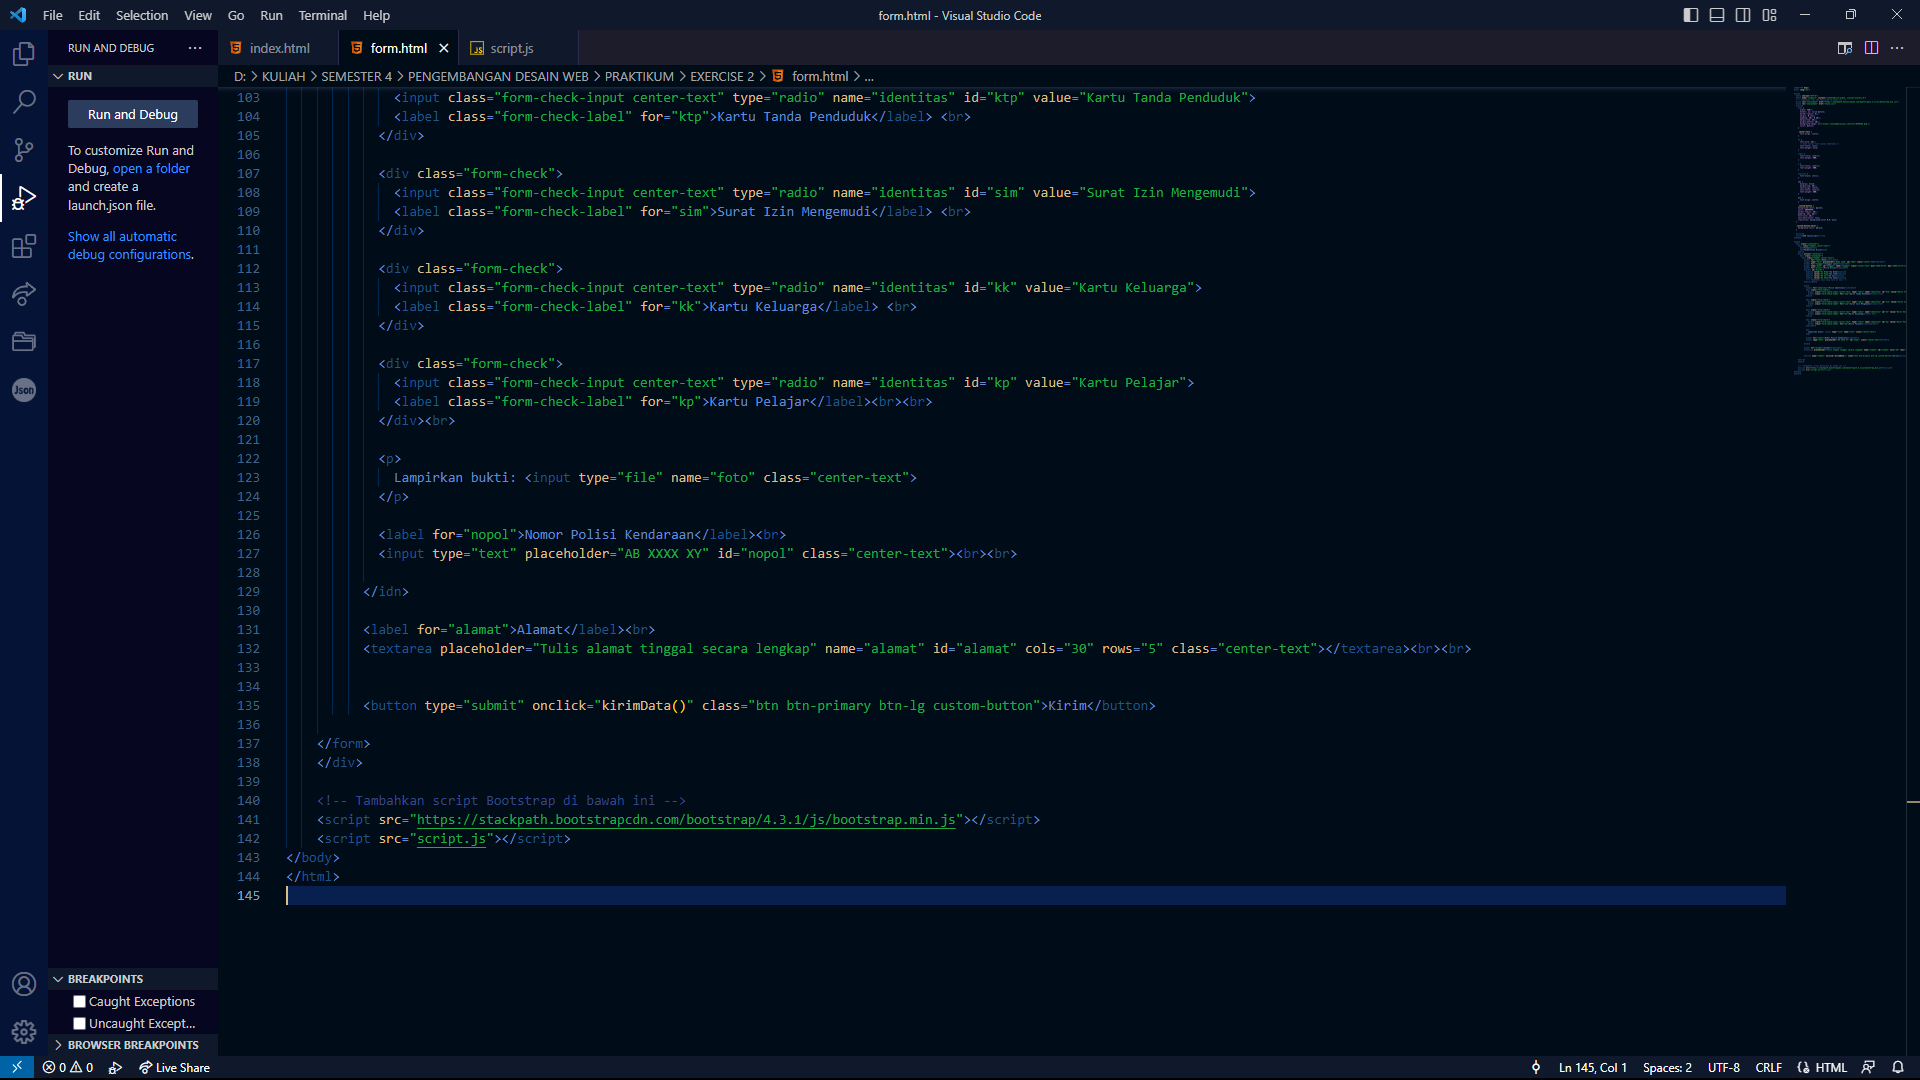 File Edit Selection View Go Run Terminal Help
form.html - Visual Studio Code
RUN AND DEBUG ···
index.html form.html script.js
RUN
D: > KULIAH > SEMESTER 4 > PENGEMBANGAN DESAIN WEB > PRAKTIKUM > EXERCISE 2 > form.html > ...
Run and Debug
To customize Run and
Debug, open a folder
and create a
launch.json file.
Show all automatic
debug configurations.
Json
103 <input class="form-check-input center-text" type="radio" name="identitas" id="ktp" value="Kartu Tanda Penduduk">
104 <label class="form-check-label" for="ktp">Kartu Tanda Penduduk</label> <br>
105 </div>
106
107 <div class="form-check">
108 <input class="form-check-input center-text" type="radio" name="identitas" id="sim" value="Surat Izin Mengemudi">
109 <label class="form-check-label" for="sim">Surat Izin Mengemudi</label> <br>
110 </div>
111
112 <div class="form-check">
113 <input class="form-check-input center-text" type="radio" name="identitas" id="kk" value="Kartu Keluarga">
114 <label class="form-check-label" for="kk">Kartu Keluarga</label> <br>
115 </div>
116
117 <div class="form-check">
118 <input class="form-check-input center-text" type="radio" name="identitas" id="kp" value="Kartu Pelajar">
119 <label class="form-check-label" for="kp">Kartu Pelajar</label><br><br>
120 </div><br>
121
122 <p>
123 Lampirkan bukti: <input type="file" name="foto" class="center-text">
124 </p>
125
126 <label for="nopol">Nomor Polisi Kendaraan</label><br>
127 <input type="text" placeholder="AB XXXX XY" id="nopol" class="center-text"><br><br>
128
129 </idn>
130
131 <label for="alamat">Alamat</label><br>
132 <textarea placeholder="Tulis alamat tinggal secara lengkap" name="alamat" id="alamat" cols="30" rows="5" class="center-text"></textarea><br><br>
133
134
135 <button type="submit" onclick="kirimData()" class="btn btn-primary btn-lg custom-button">Kirim</button>
136
137 </form>
138 </div>
139
140 <!-- Tambahkan script Bootstrap di bawah ini -->
141 <script src="https://stackpath.bootstrapcdn.com/bootstrap/4.3.1/js/bootstrap.min.js"></script>
142 <script src="script.js"></script>
143 </body>
144 </html>
145
BREAKPOINTS
Caught Exceptions
Uncaught Except...
BROWSER BREAKPOINTS
0 0 Live Share
Ln 145, Col 1 Spaces: 2 UTF-8 CRLF HTML